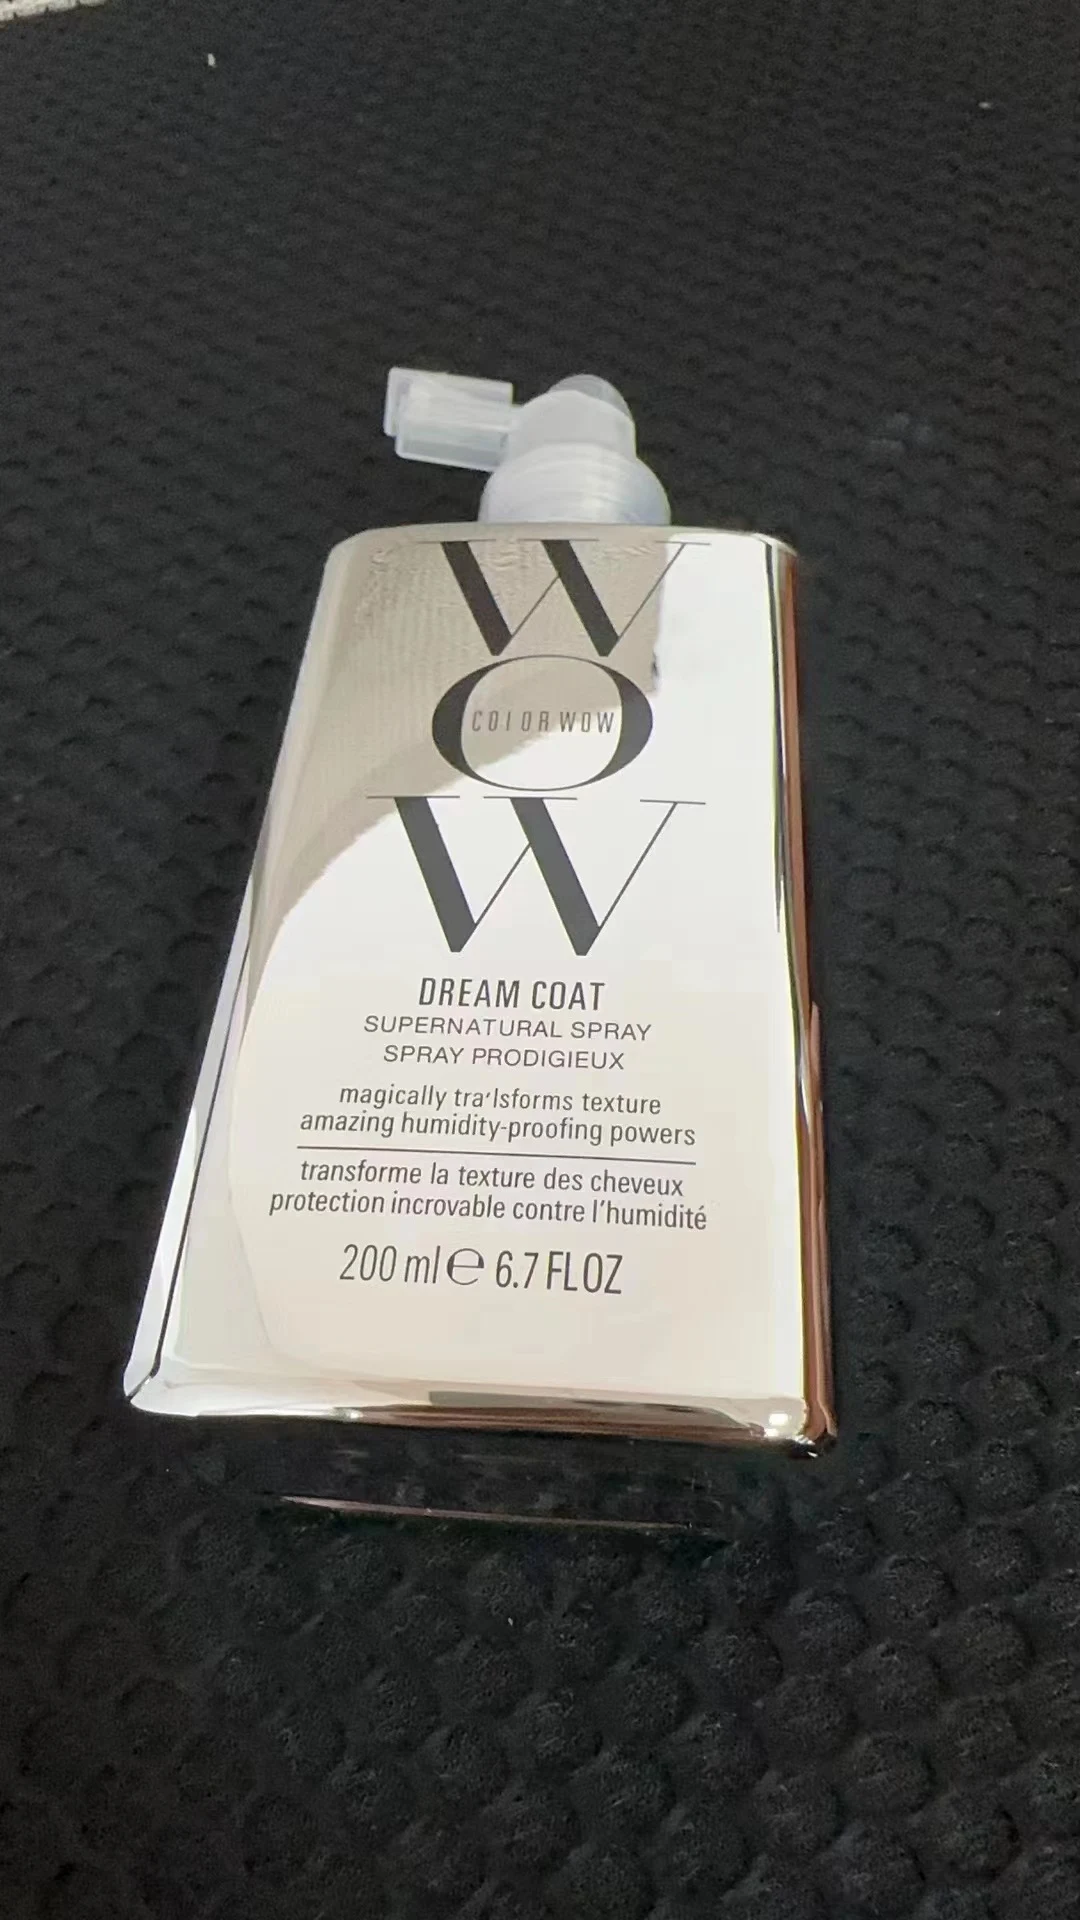 WOW
COLOR WOW
DREAM COAT
SUPERNATURAL SPRAY
SPRAY PRODIGIEUX
magically tra'lsforms texture
amazing humidity-proofing powers
transforme la texture des cheveux
protection incrovable contre l'humidité
200 ml e 6.7 FL OZ